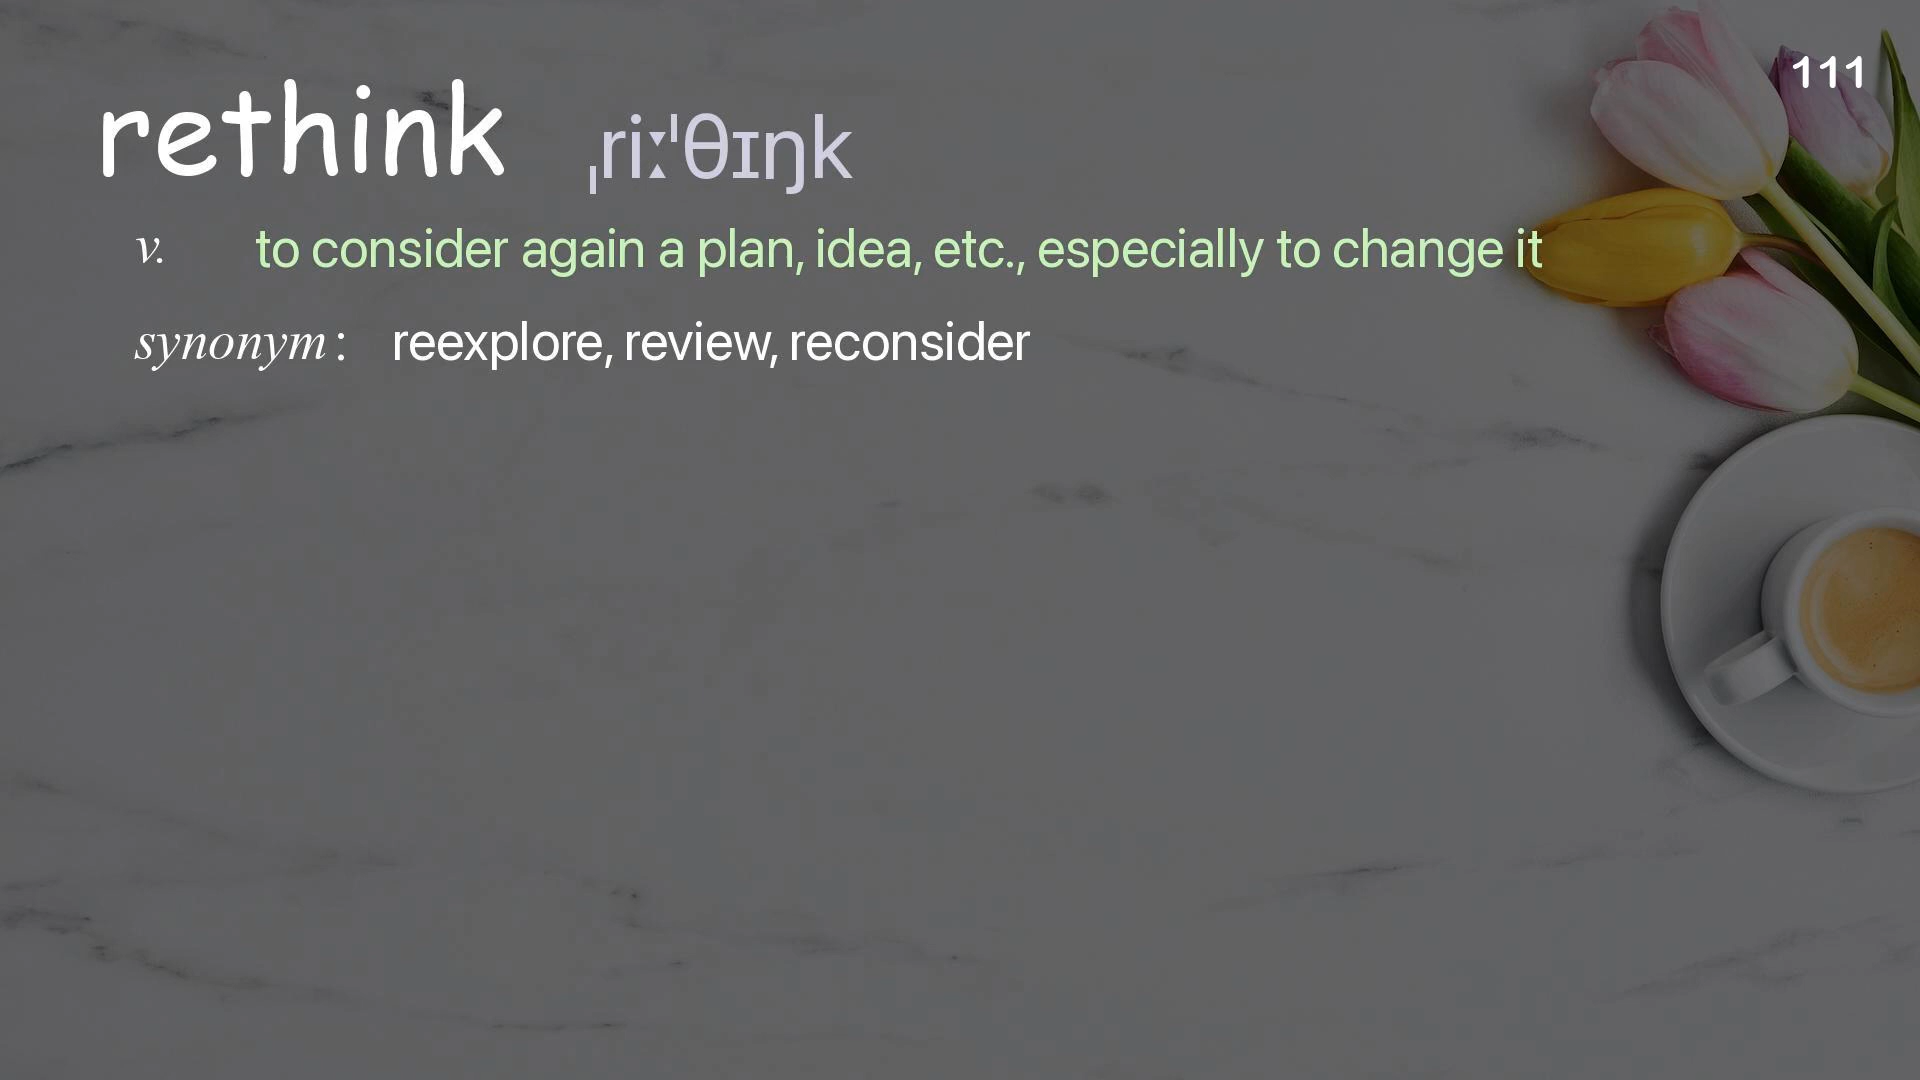 111
rethink ˌriːˈθɪŋk
v. to consider again a plan, idea, etc., especially to change it
synonym : reexplore, review, reconsider